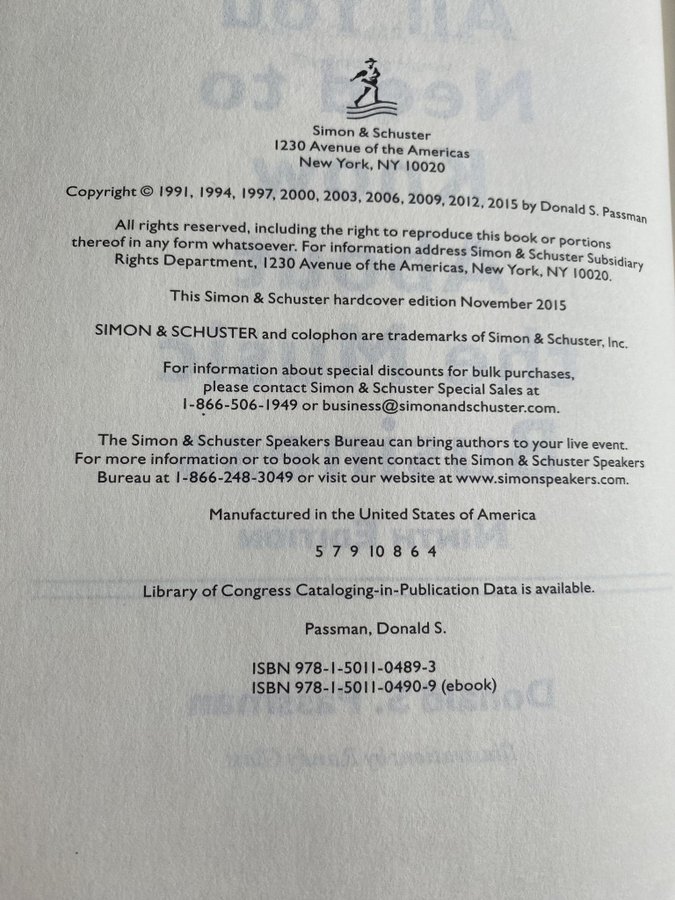 Simon & Schuster
1230 Avenue of the Americas
New York, NY 10020
Copyright © 1991, 1994, 1997, 2000, 2003, 2006, 2009, 2012, 2015 by Donald S. Passman
All rights reserved, including the right to reproduce this book or portions
thereof in any form whatsoever. For information address Simon & Schuster Subsidiary
Rights Department, 1230 Avenue of the Americas, New York, NY 10020.
This Simon & Schuster hardcover edition November 2015
SIMON & SCHUSTER and colophon are trademarks of Simon & Schuster, Inc.
For information about special discounts for bulk purchases,
please contact Simon & Schuster Special Sales at
1-866-506-1949 or business@simonandschuster.com.
The Simon & Schuster Speakers Bureau can bring authors to your live event.
For more information or to book an event contact the Simon & Schuster Speakers
Bureau at 1-866-248-3049 or visit our website at www.simonspeakers.com.
Manufactured in the United States of America
5 7 9 10 8 6 4
Library of Congress Cataloging-in-Publication Data is available.
Passman, Donald S.
ISBN 978-1-5011-0489-3
ISBN 978-1-5011-0490-9 (ebook)